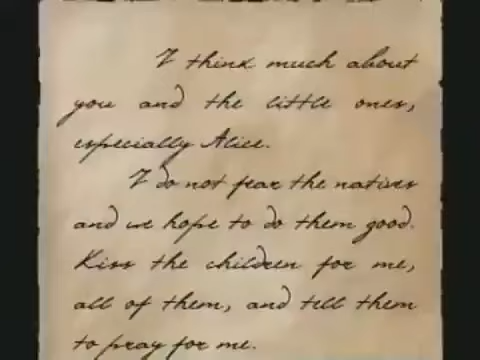 I think much about
you and the little ones,
especially Alice.
I do not fear the natives
and we hope to do them good.
Kiss the children for me,
all of them, and tell them
to pray for me.